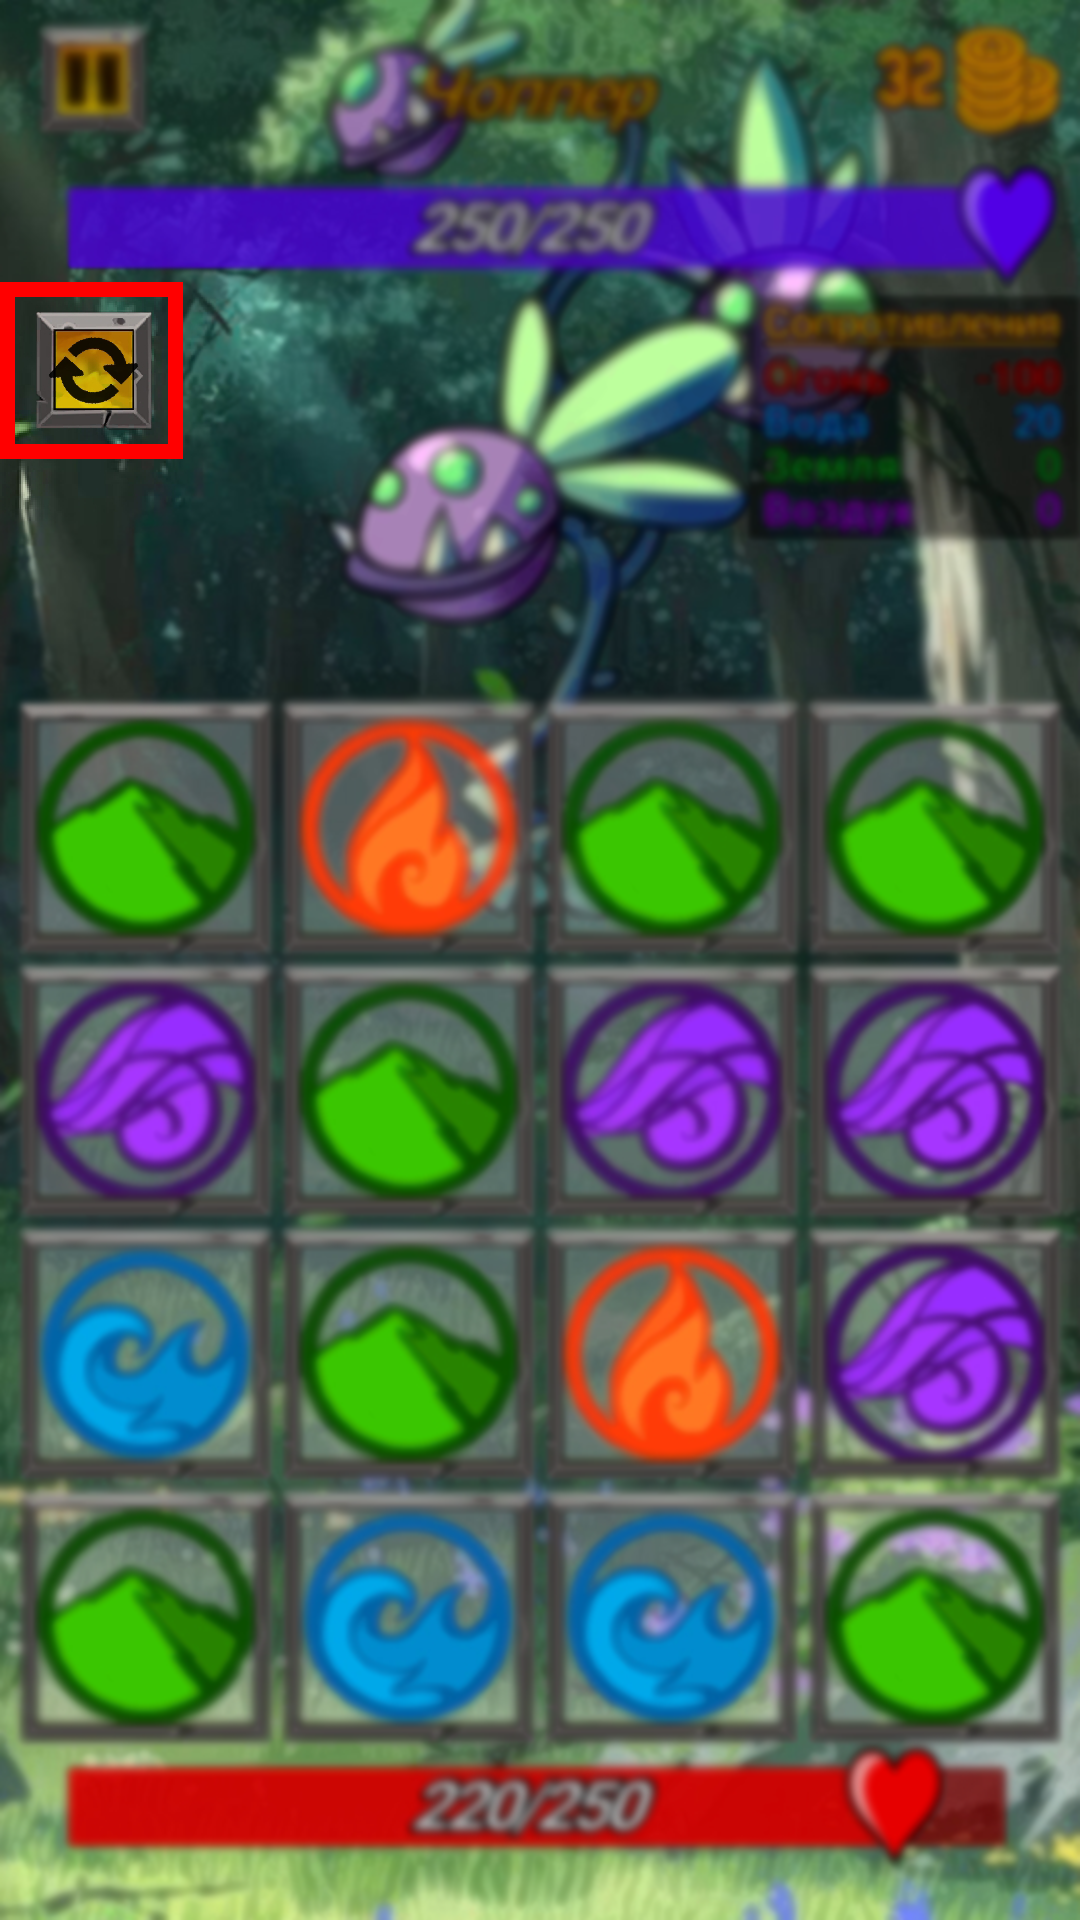 Чоппер
32
250/250
Сопротивления
Огонь -100
Вода 20
Земля 0
Воздух 0
220/250